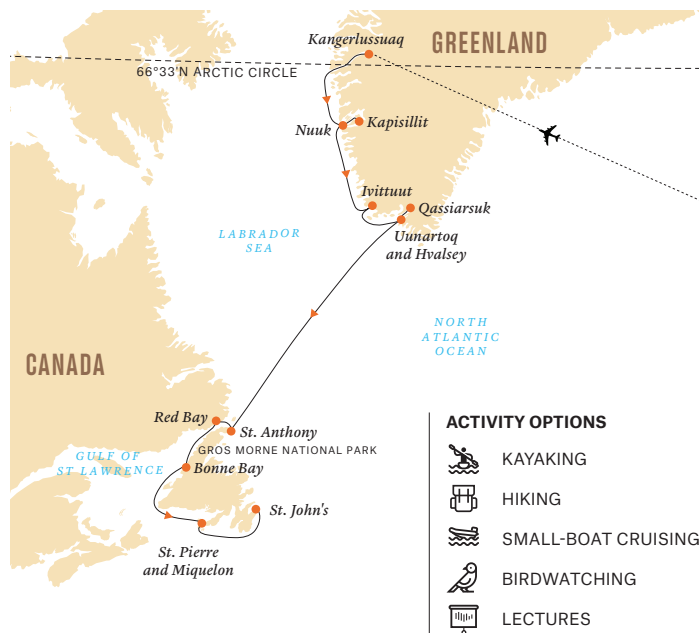 Kangerlussuaq
GREENLAND
66°33'N ARCTIC CIRCLE
Nuuk
Kapisillit
Ivittuut
Qassiarsuk
LABRADOR
SEA
Uunartoq
and Hvalsey
NORTH
ATLANTIC
OCEAN
CANADA
Red Bay
St. Anthony
GROS MORNE NATIONAL PARK
GULF OF
ST LAWRENCE
Bonne Bay
St. John's
St. Pierre
and Miquelon
ACTIVITY OPTIONS
KAYAKING
HIKING
SMALL-BOAT CRUISING
BIRDWATCHING
LECTURES